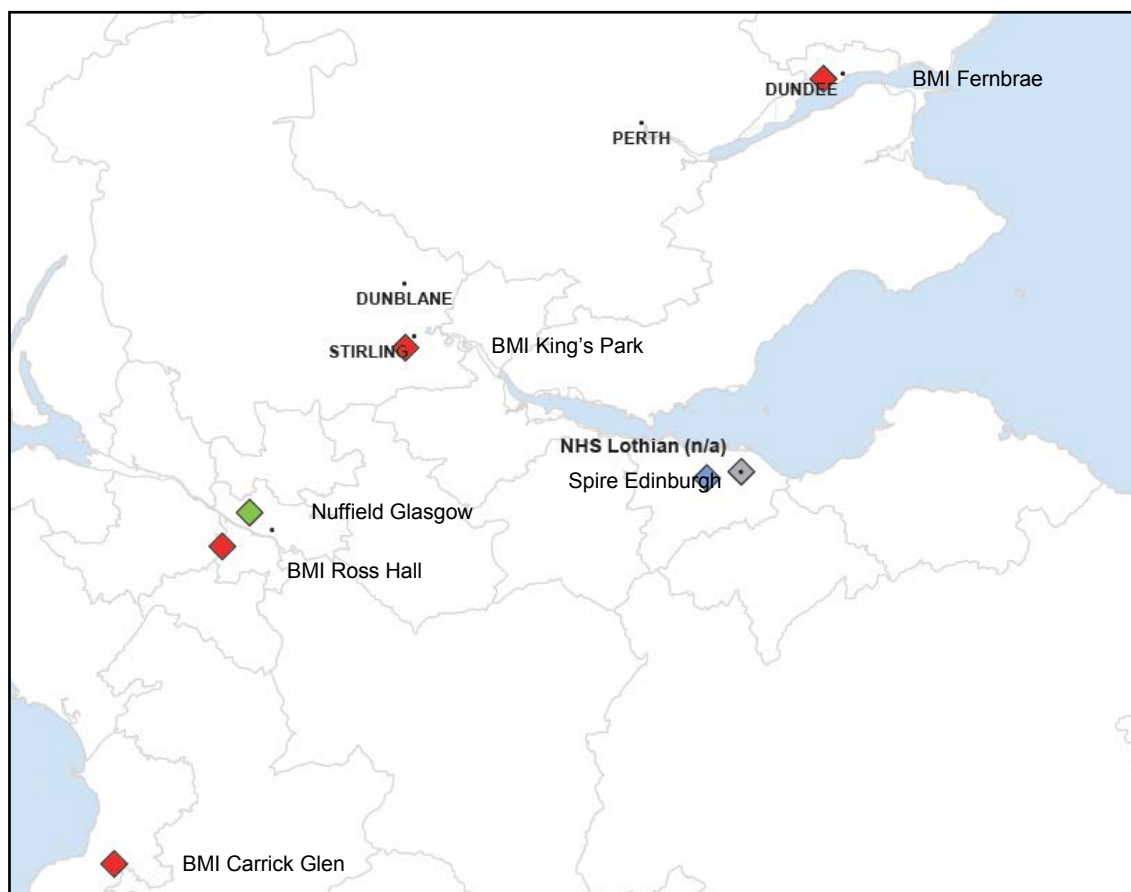 BMI Fernbrae
DUNDEE
PERTH
DUNBLANE
BMI King’s Park
STIRLING
NHS Lothian (n/a)
Spire Edinburgh
Nuffield Glasgow
BMI Ross Hall
BMI Carrick Glen